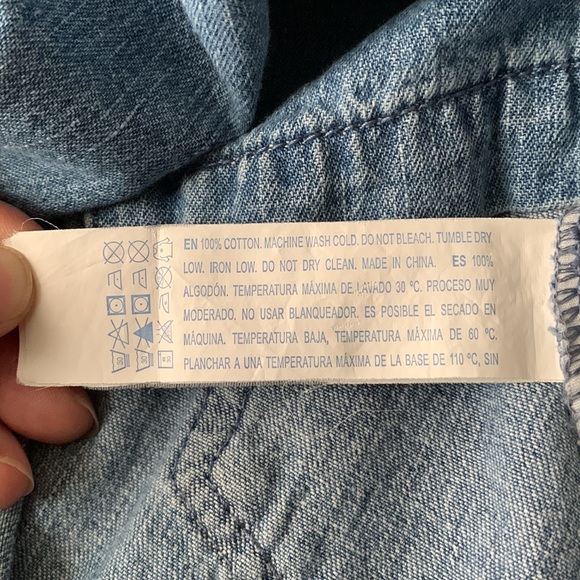 EN 100% COTTON. MACHINE WASH COLD. DO NOT BLEACH. TUMBLE DRY
LOW. IRON LOW. DO NOT DRY CLEAN. MADE IN CHINA. ES 100%
ALGODÓN. TEMPERATURA MÁXIMA DE LAVADO 30 ºC. PROCESO MUY
MODERADO. NO USAR BLANQUEADOR. ES POSIBLE EL SECADO EN
MÁQUINA. TEMPERATURA BAJA, TEMPERATURA MÁXIMA DE 60 ºC.
PLANCHAR A UNA TEMPERATURA MÁXIMA DE LA BASE DE 110 ºC, SIN